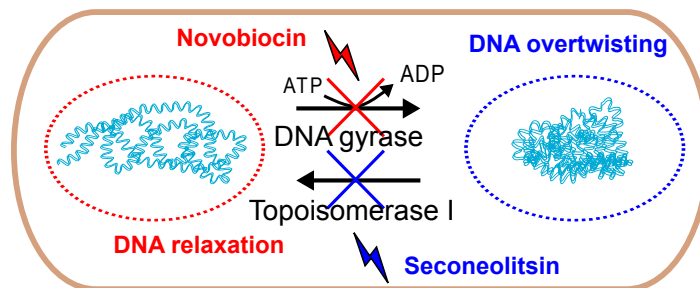 Novobiocin
DNA overtwisting
ATP
ADP
DNA gyrase
Topoisomerase I
DNA relaxation
Seconeolitsin